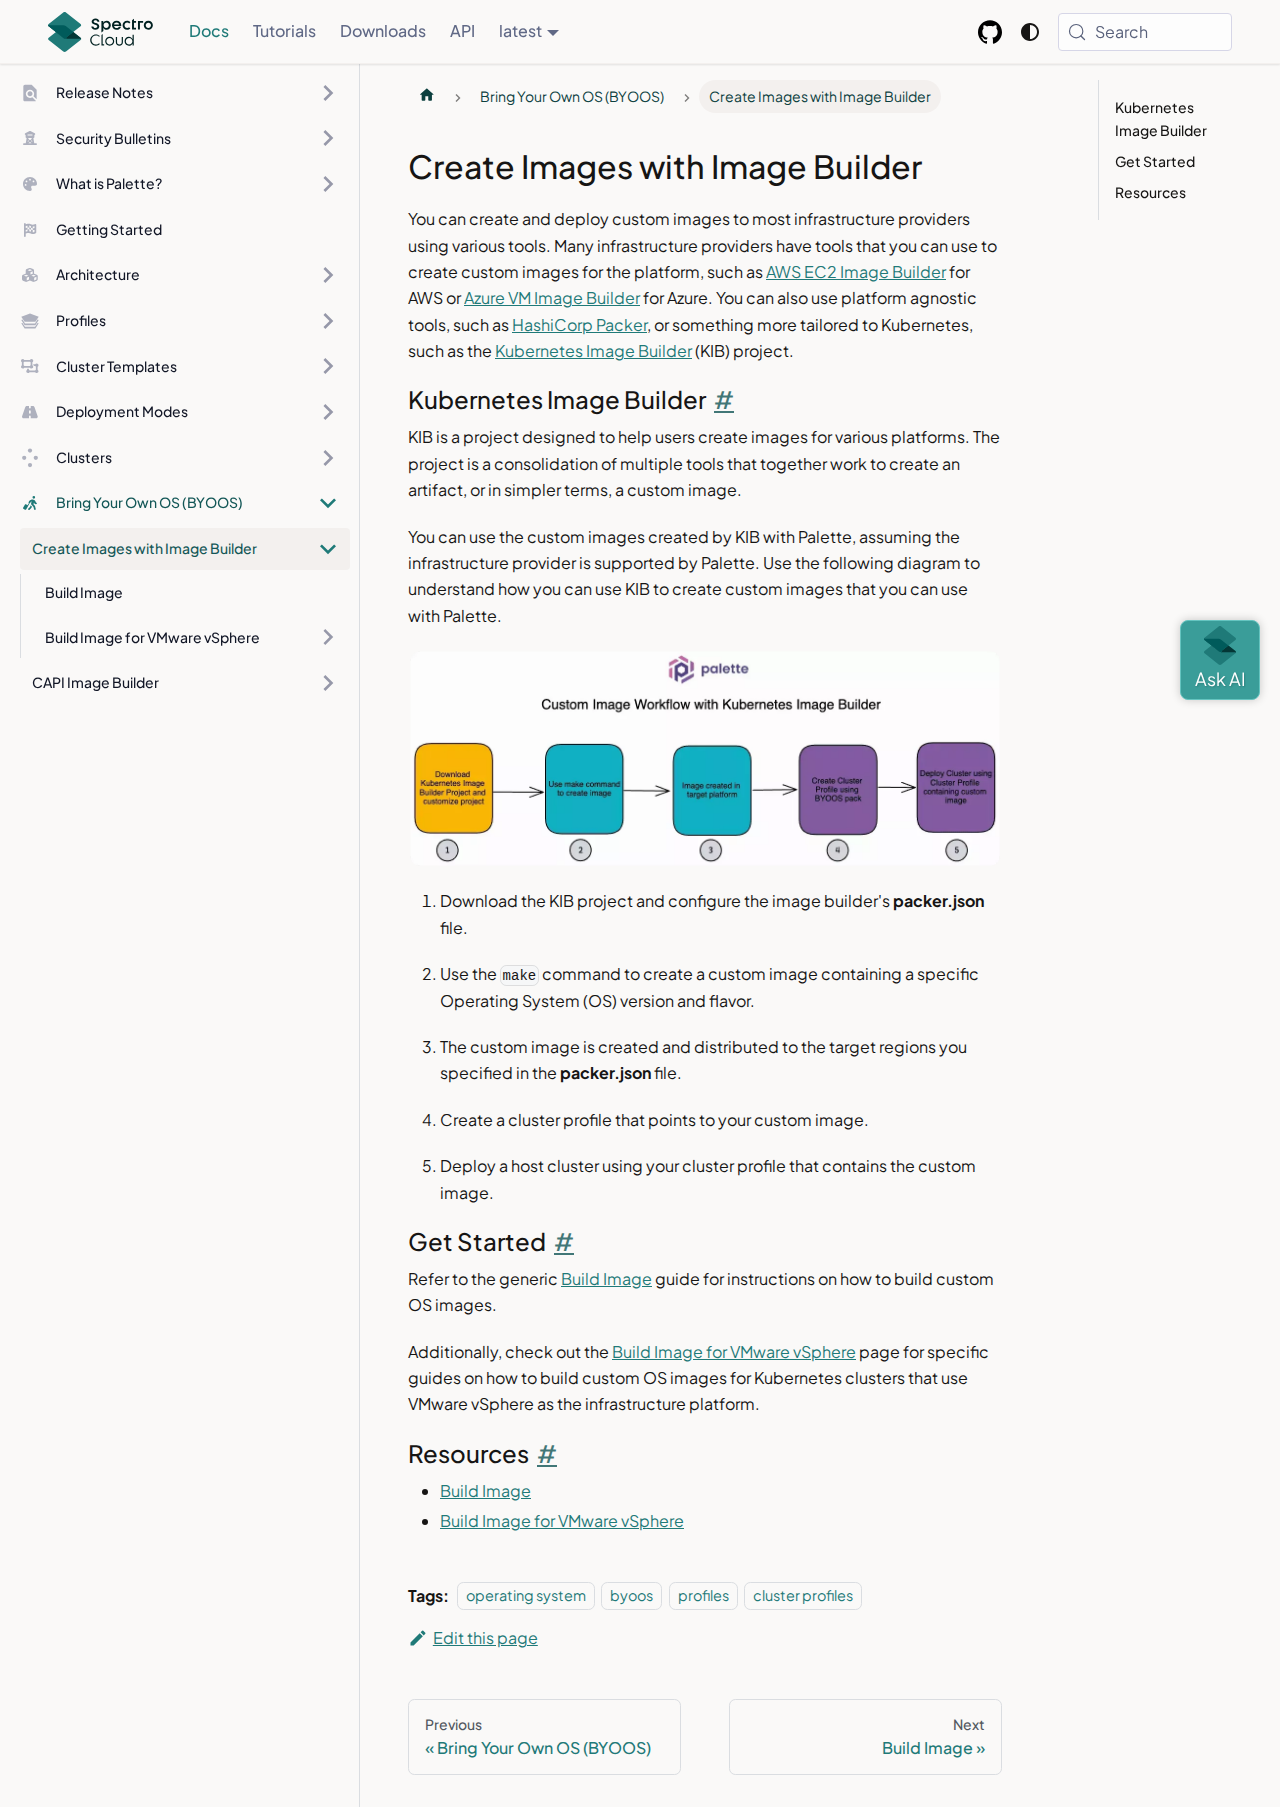 Spectro Cloud
Docs
Tutorials
Downloads
API
latest
Search
Release Notes
Security Bulletins
What is Palette?
Getting Started
Architecture
Profiles
Cluster Templates
Deployment Modes
Clusters
Bring Your Own OS (BYOOS)
Create Images with Image Builder
Build Image
Build Image for VMware vSphere
CAPI Image Builder
Bring Your Own OS (BYOOS)
Create Images with Image Builder
Create Images with Image Builder
You can create and deploy custom images to most infrastructure providers
using various tools. Many infrastructure providers have tools that you can use to
create custom images for the platform, such as AWS EC2 Image Builder for
AWS or Azure VM Image Builder for Azure. You can also use platform agnostic
tools, such as HashiCorp Packer, or something more tailored to Kubernetes,
such as the Kubernetes Image Builder (KIB) project.
Kubernetes Image Builder #
KIB is a project designed to help users create images for various platforms. The
project is a consolidation of multiple tools that together work to create an
artifact, or in simpler terms, a custom image.
You can use the custom images created by KIB with Palette, assuming the
infrastructure provider is supported by Palette. Use the following diagram to
understand how you can use KIB to create custom images that you can use
with Palette.
palette
Custom Image Workflow with Kubernetes Image Builder
Download
Kubernetes Image
Builder Project and
customize project
1
Use make command
to create image
2
Image created in
target platform
3
Create Cluster
Profile using
BYOOS pack
4
Deploy Cluster using
Cluster Profile
containing custom
image
5
1. Download the KIB project and configure the image builder's packer.json
file.
2. Use the make command to create a custom image containing a specific
Operating System (OS) version and flavor.
3. The custom image is created and distributed to the target regions you
specified in the packer.json file.
4. Create a cluster profile that points to your custom image.
5. Deploy a host cluster using your cluster profile that contains the custom
image.
Get Started #
Refer to the generic Build Image guide for instructions on how to build custom
OS images.
Additionally, check out the Build Image for VMware vSphere page for specific
guides on how to build custom OS images for Kubernetes clusters that use
VMware vSphere as the infrastructure platform.
Resources #
Build Image
Build Image for VMware vSphere
Tags: operating system byoos profiles cluster profiles
Edit this page
Previous
« Bring Your Own OS (BYOOS)
Next
Build Image »
Kubernetes
Image Builder
Get Started
Resources
Ask AI